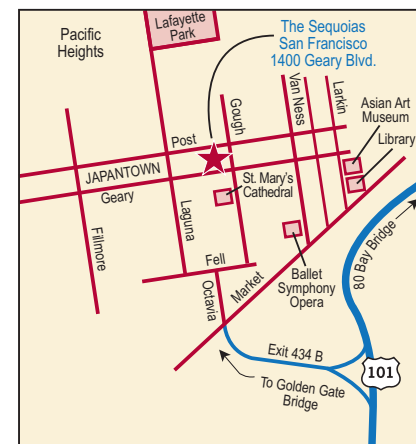 Pacific
Heights
Lafayette
Park
The Sequoias
San Francisco
1400 Geary Blvd.
Van Ness
Larkin
Gough
Asian Art
Museum
Library
Post
JAPANTOWN
Geary
St. Mary's
Cathedral
Laguna
Fillmore
Fell
Octavia
Market
Ballet
Symphony
Opera
80 Bay Bridge
Exit 434 B
101
To Golden Gate
Bridge